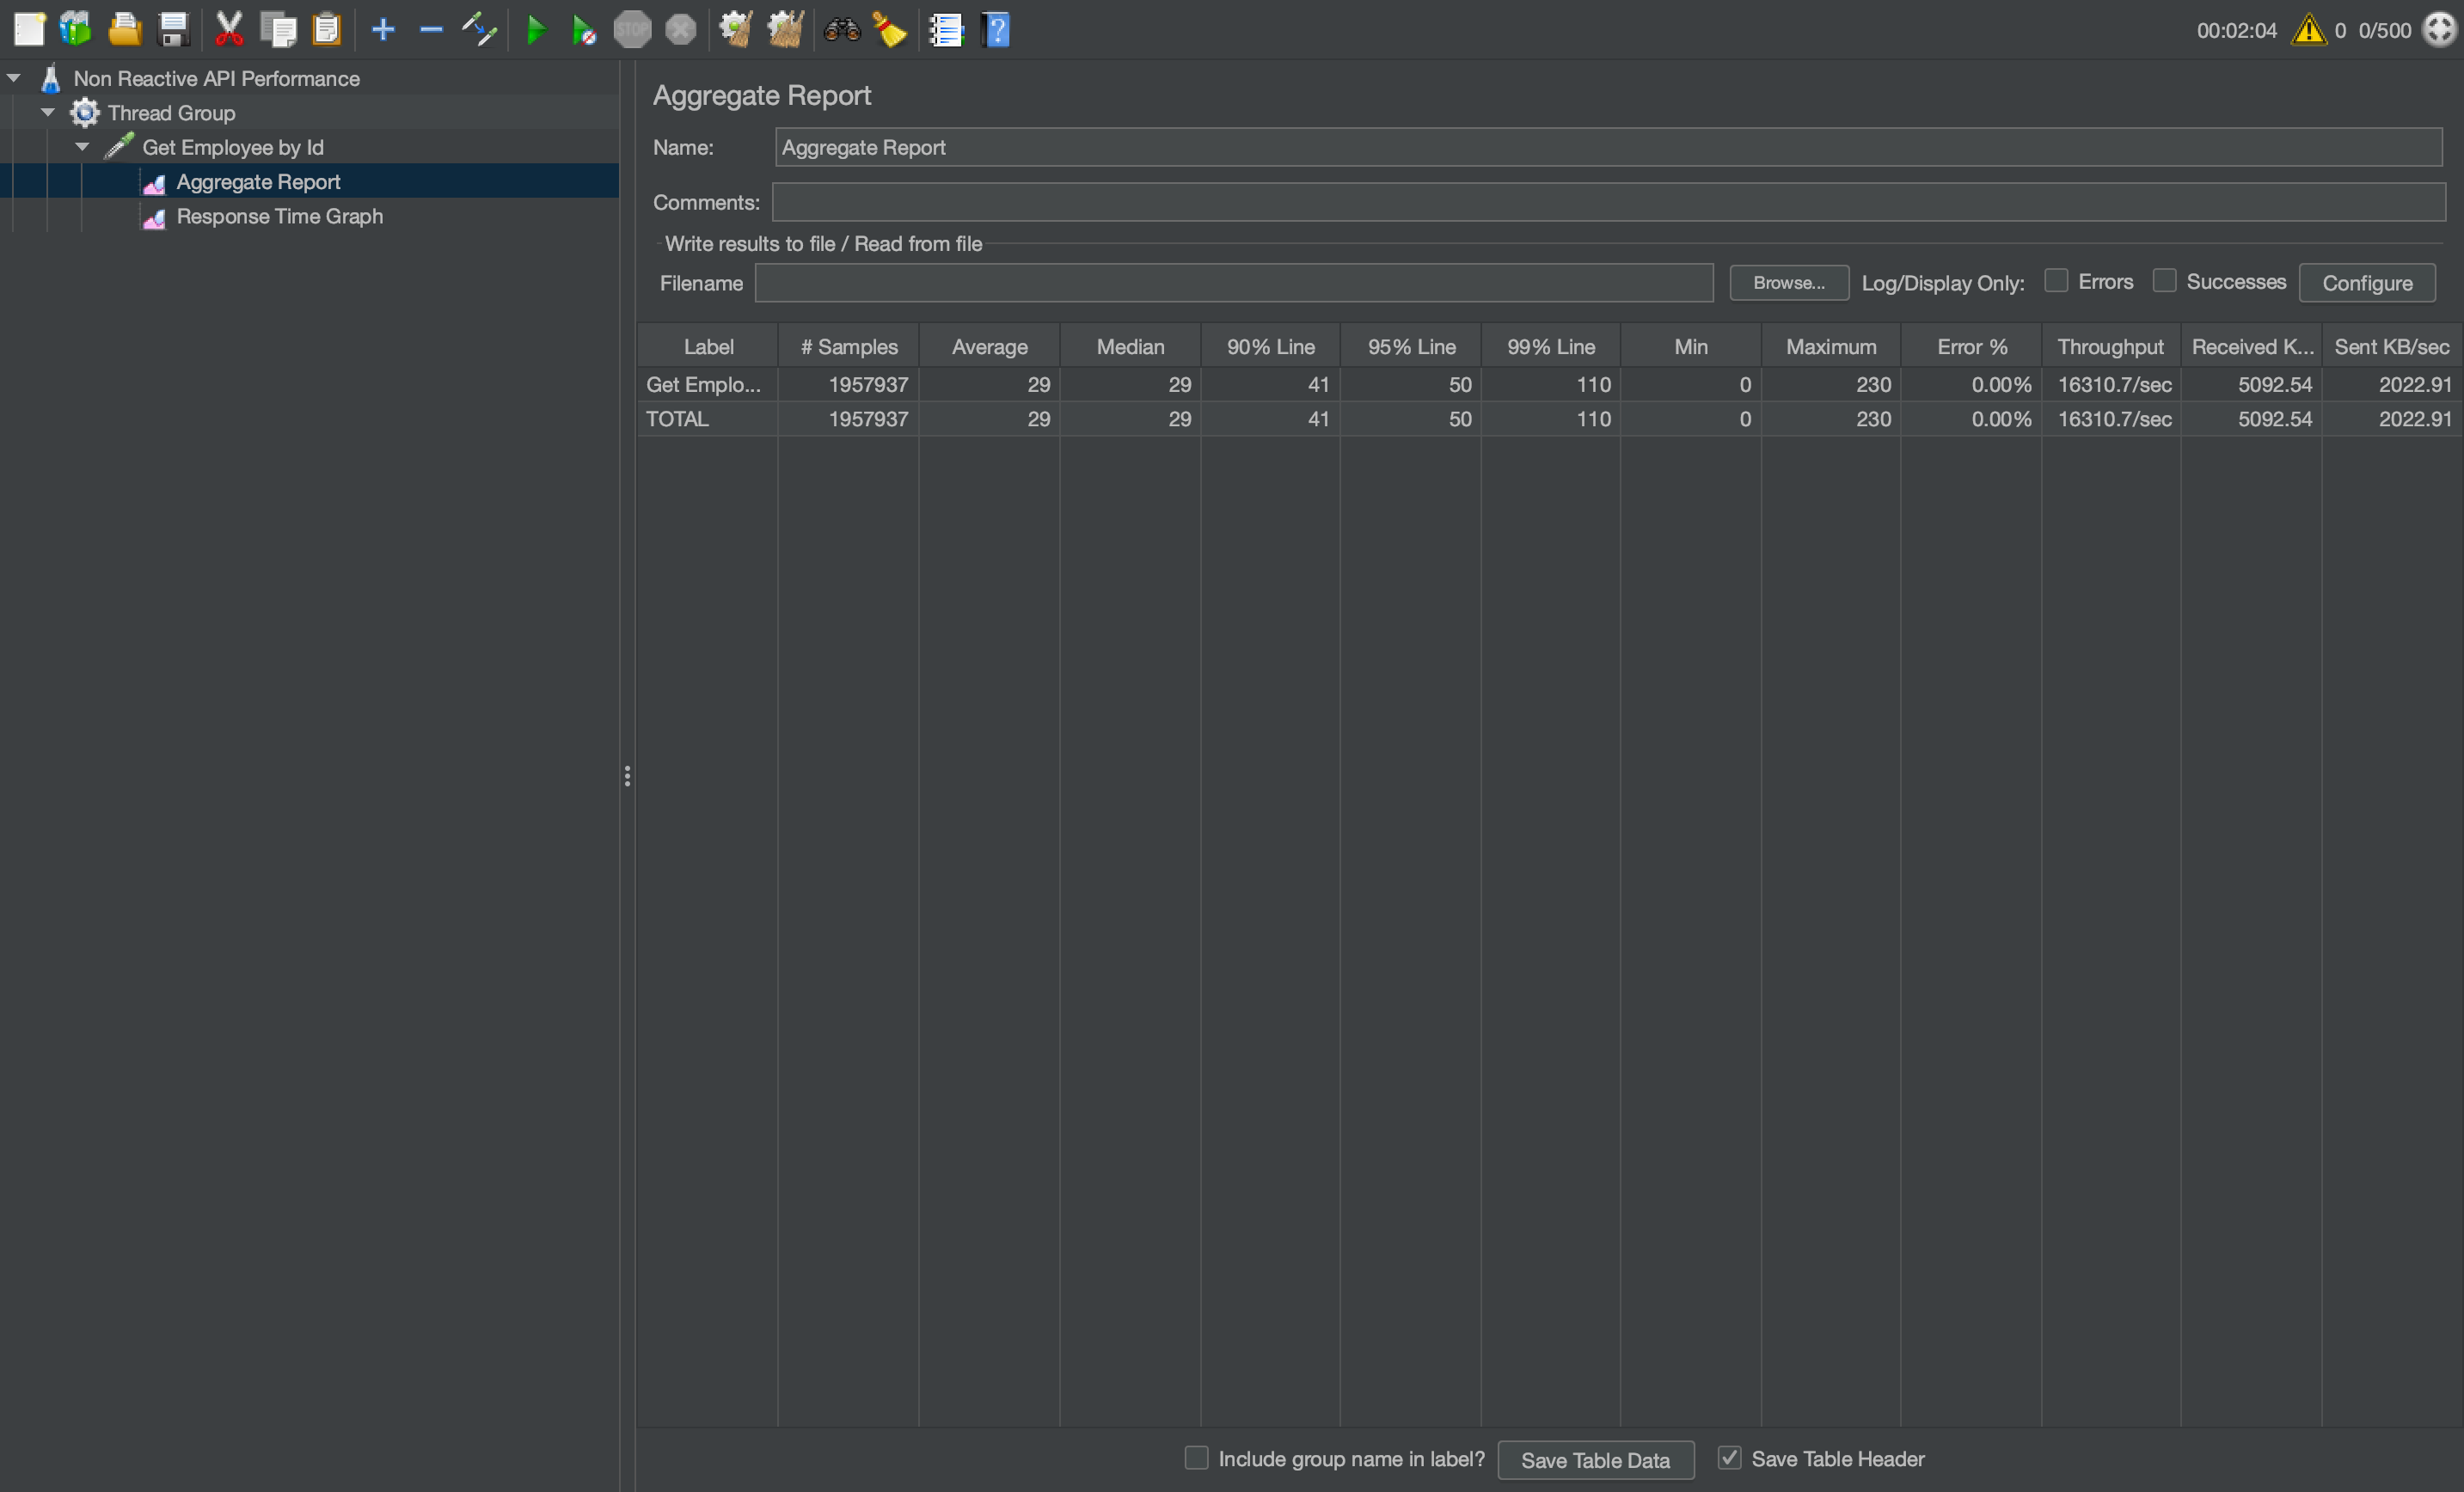 STOP
?
00:02:04 0 0/500
Non Reactive API Performance
Thread Group
Get Employee by Id
Aggregate Report
Response Time Graph
Aggregate Report
Name: Aggregate Report
Comments:
Write results to file / Read from file
Filename Browse... Log/Display Only: Errors Successes Configure
Label # Samples Average Median 90% Line 95% Line 99% Line Min Maximum Error % Throughput Received K... Sent KB/sec
Get Emplo... 1957937 29 29 41 50 110 0 230 0.00% 16310.7/sec 5092.54 2022.91
TOTAL 1957937 29 29 41 50 110 0 230 0.00% 16310.7/sec 5092.54 2022.91
Include group name in label? Save Table Data Save Table Header